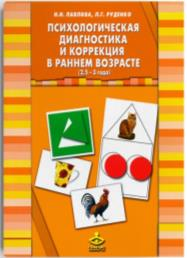 Н.Н. ПАВЛОВА, Л.Г. РУДЕНКО
ПСИХОЛОГИЧЕСКАЯ
ДИАГНОСТИКА
И КОРРЕКЦИЯ
В РАННЕМ ВОЗРАСТЕ
(2,5 - 3 года)